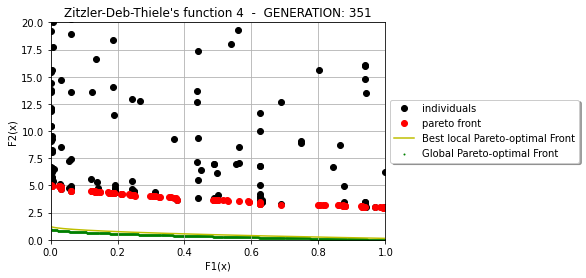 Zitzler-Deb-Thiele's function 4 - GENERATION: 351
20.0
17.5
15.0
12.5
10.0
7.5
5.0
2.5
0.0
F2(x)
0.0 0.2 0.4 0.6 0.8 1.0
F1(x)
individuals
pareto front
Best local Pareto-optimal Front
Global Pareto-optimal Front